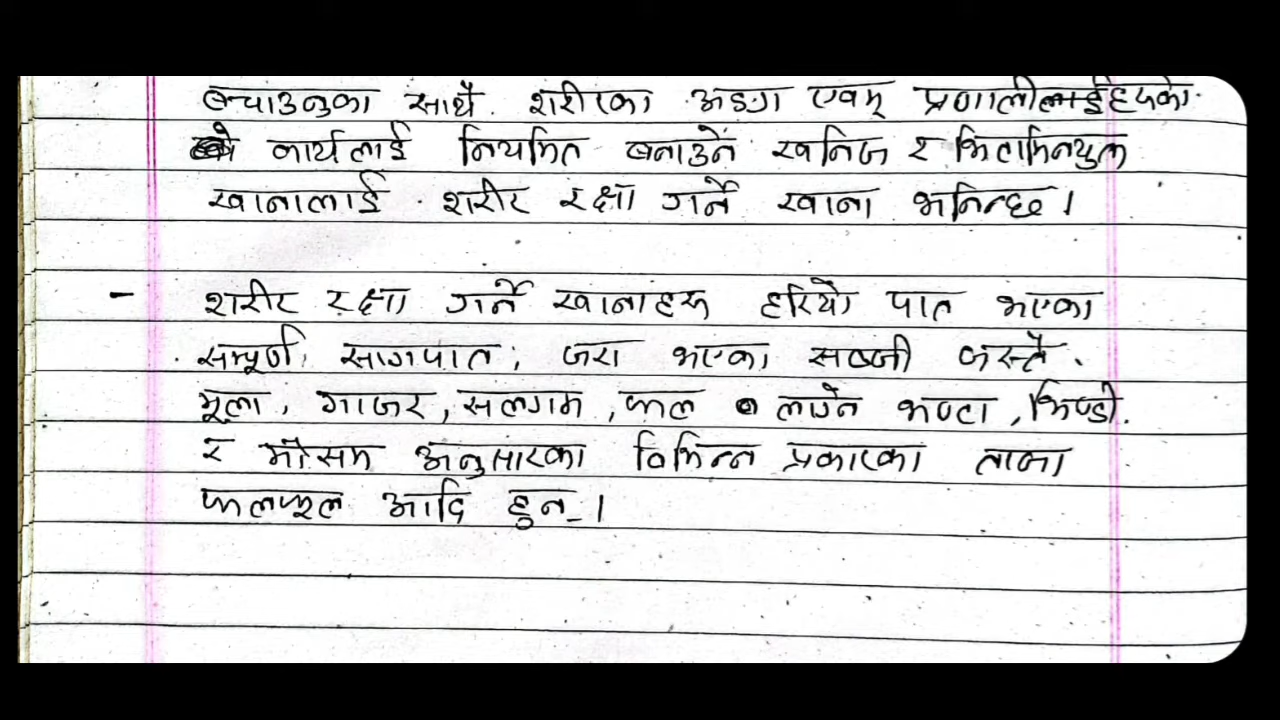 बचाउनुका साथै शरीरका अङग एवम् प्रणालीहरुको
कार्यलाई नियमित बनाउने खनिज र भिटामिनयुक्त
खानालाई शरीर रक्षा गर्ने खाना भनिन्छ ।
- शरीर रक्षा गर्ने खानाहरू हरियो पात भएका
सम्पूर्ण सागपात, जरा भएका सब्जी जस्तै
मूला, गाजर, सलगम, फल लाग्ने भण्टा, भिण्डी
र मौसम अनुसारका विभिन्न प्रकारका ताजा
फलफूल आदि हुन् ।